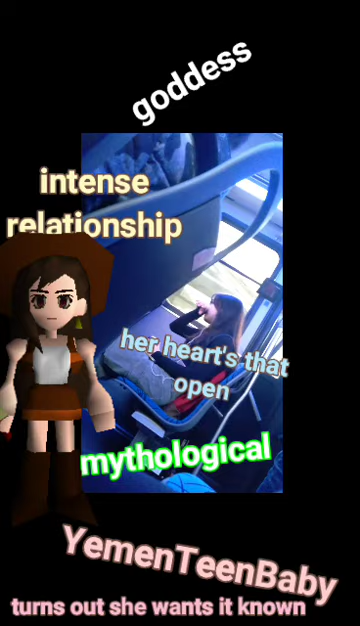 goddess
intense
relationship
her heart's that
open
mythological
YemenTeenBaby
turns out she wants it known